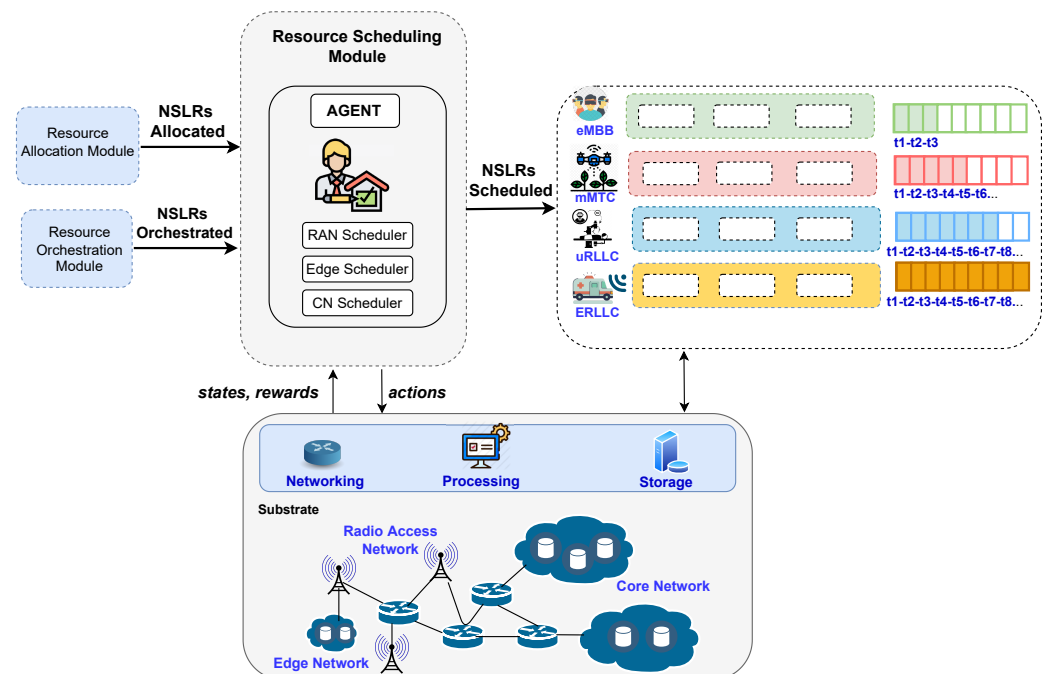 Resource Scheduling
Module
AGENT
RAN Scheduler
Edge Scheduler
CN Scheduler
Resource
Allocation Module
NSLRs
Allocated
Resource
Orchestration
Module
NSLRs
Orchestrated
NSLRs
Scheduled
eMBB
t1-t2-t3
mMTC
t1-t2-t3-t4-t5-t6...
uRLLC
t1-t2-t3-t4-t5-t6-t7-t8...
ERLLC
t1-t2-t3-t4-t5-t6-t7-t8...
states, rewards
actions
Networking
Processing
Storage
Substrate
Radio Access
Network
Core Network
Edge Network